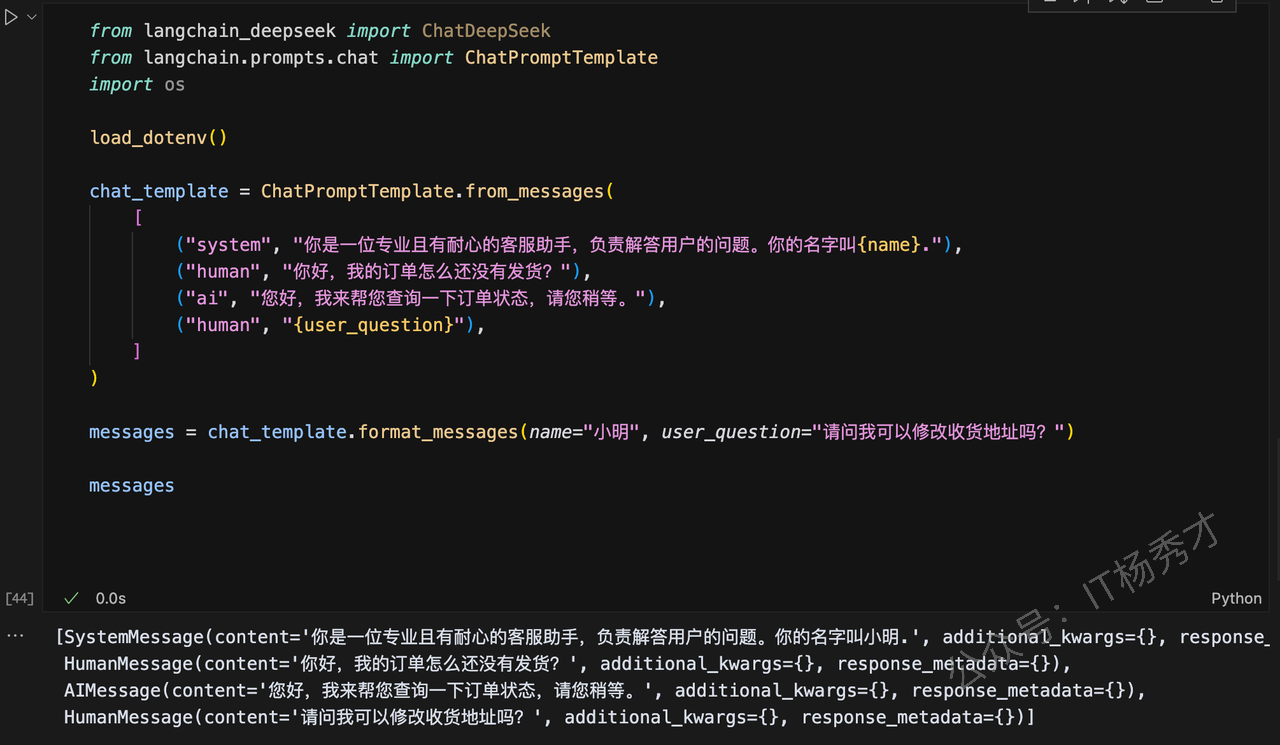 from langchain_deepseek import ChatDeepSeek
from langchain.prompts.chat import ChatPromptTemplate
import os
load_dotenv()
chat_template = ChatPromptTemplate.from_messages(
[
("system", "你是一位专业且有耐心的客服助手，负责解答用户的问题。你的名字叫{name}."),
("human", "你好，我的订单怎么还没有发货？"),
("ai", "您好，我来帮您查询一下订单状态，请您稍等。"),
("human", "{user_question}"),
]
)
messages = chat_template.format_messages(name="小明", user_question="请问我可以修改收货地址吗？")
messages
[44] 0.0s Python
... [SystemMessage(content='你是一位专业且有耐心的客服助手，负责解答用户的问题。你的名字叫小明.', additional_kwargs={}, response_
HumanMessage(content='你好，我的订单怎么还没有发货？', additional_kwargs={}, response_metadata={}),
AIMessage(content='您好，我来帮您查询一下订单状态，请您稍等。', additional_kwargs={}, response_metadata={}),
HumanMessage(content='请问我可以修改收货地址吗？', additional_kwargs={}, response_metadata={})]
公众号：IT杨秀才